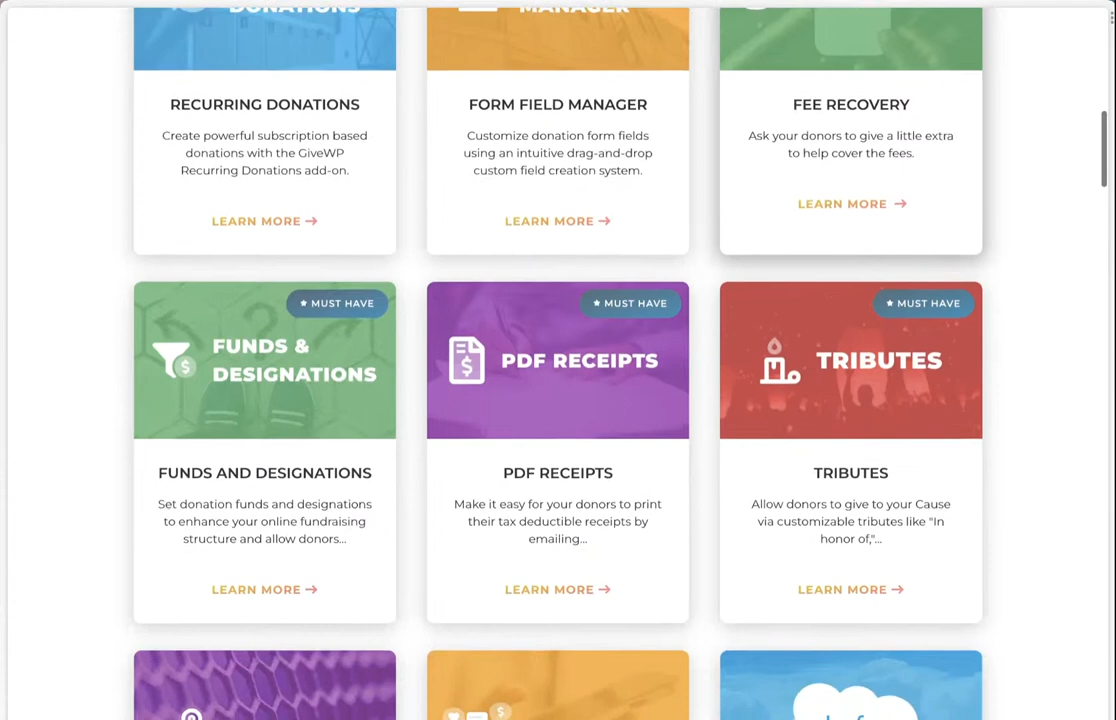 DONATIONS
MANAGER
RECURRING DONATIONS
Create powerful subscription based
donations with the GiveWP
Recurring Donations add-on.
LEARN MORE →
FORM FIELD MANAGER
Customize donation form fields
using an intuitive drag-and-drop
custom field creation system.
LEARN MORE →
FEE RECOVERY
Ask your donors to give a little extra
to help cover the fees.
LEARN MORE →
★ MUST HAVE
$
FUNDS &
DESIGNATIONS
FUNDS AND DESIGNATIONS
Set donation funds and designations
to enhance your online fundraising
structure and allow donors...
LEARN MORE →
★ MUST HAVE
$
PDF RECEIPTS
PDF RECEIPTS
Make it easy for your donors to print
their tax deductible receipts by
emailing...
LEARN MORE →
★ MUST HAVE
TRIBUTES
TRIBUTES
Allow donors to give to your Cause
via customizable tributes like "In
honor of,"...
LEARN MORE →
$